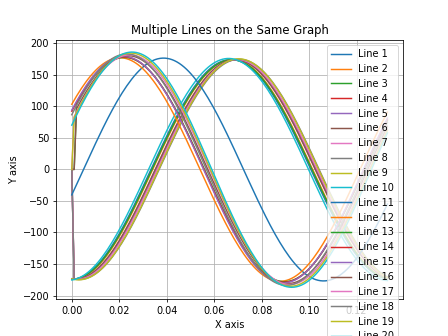 Multiple Lines on the Same Graph
200
150
100
50
0
−50
−100
−150
−200
Y axis
0.00
0.02
0.04
0.06
0.08
0.10
X axis
Line 1
Line 2
Line 3
Line 4
Line 5
Line 6
Line 7
Line 8
Line 9
Line 10
Line 11
Line 12
Line 13
Line 14
Line 15
Line 16
Line 17
Line 18
Line 19
Line 20